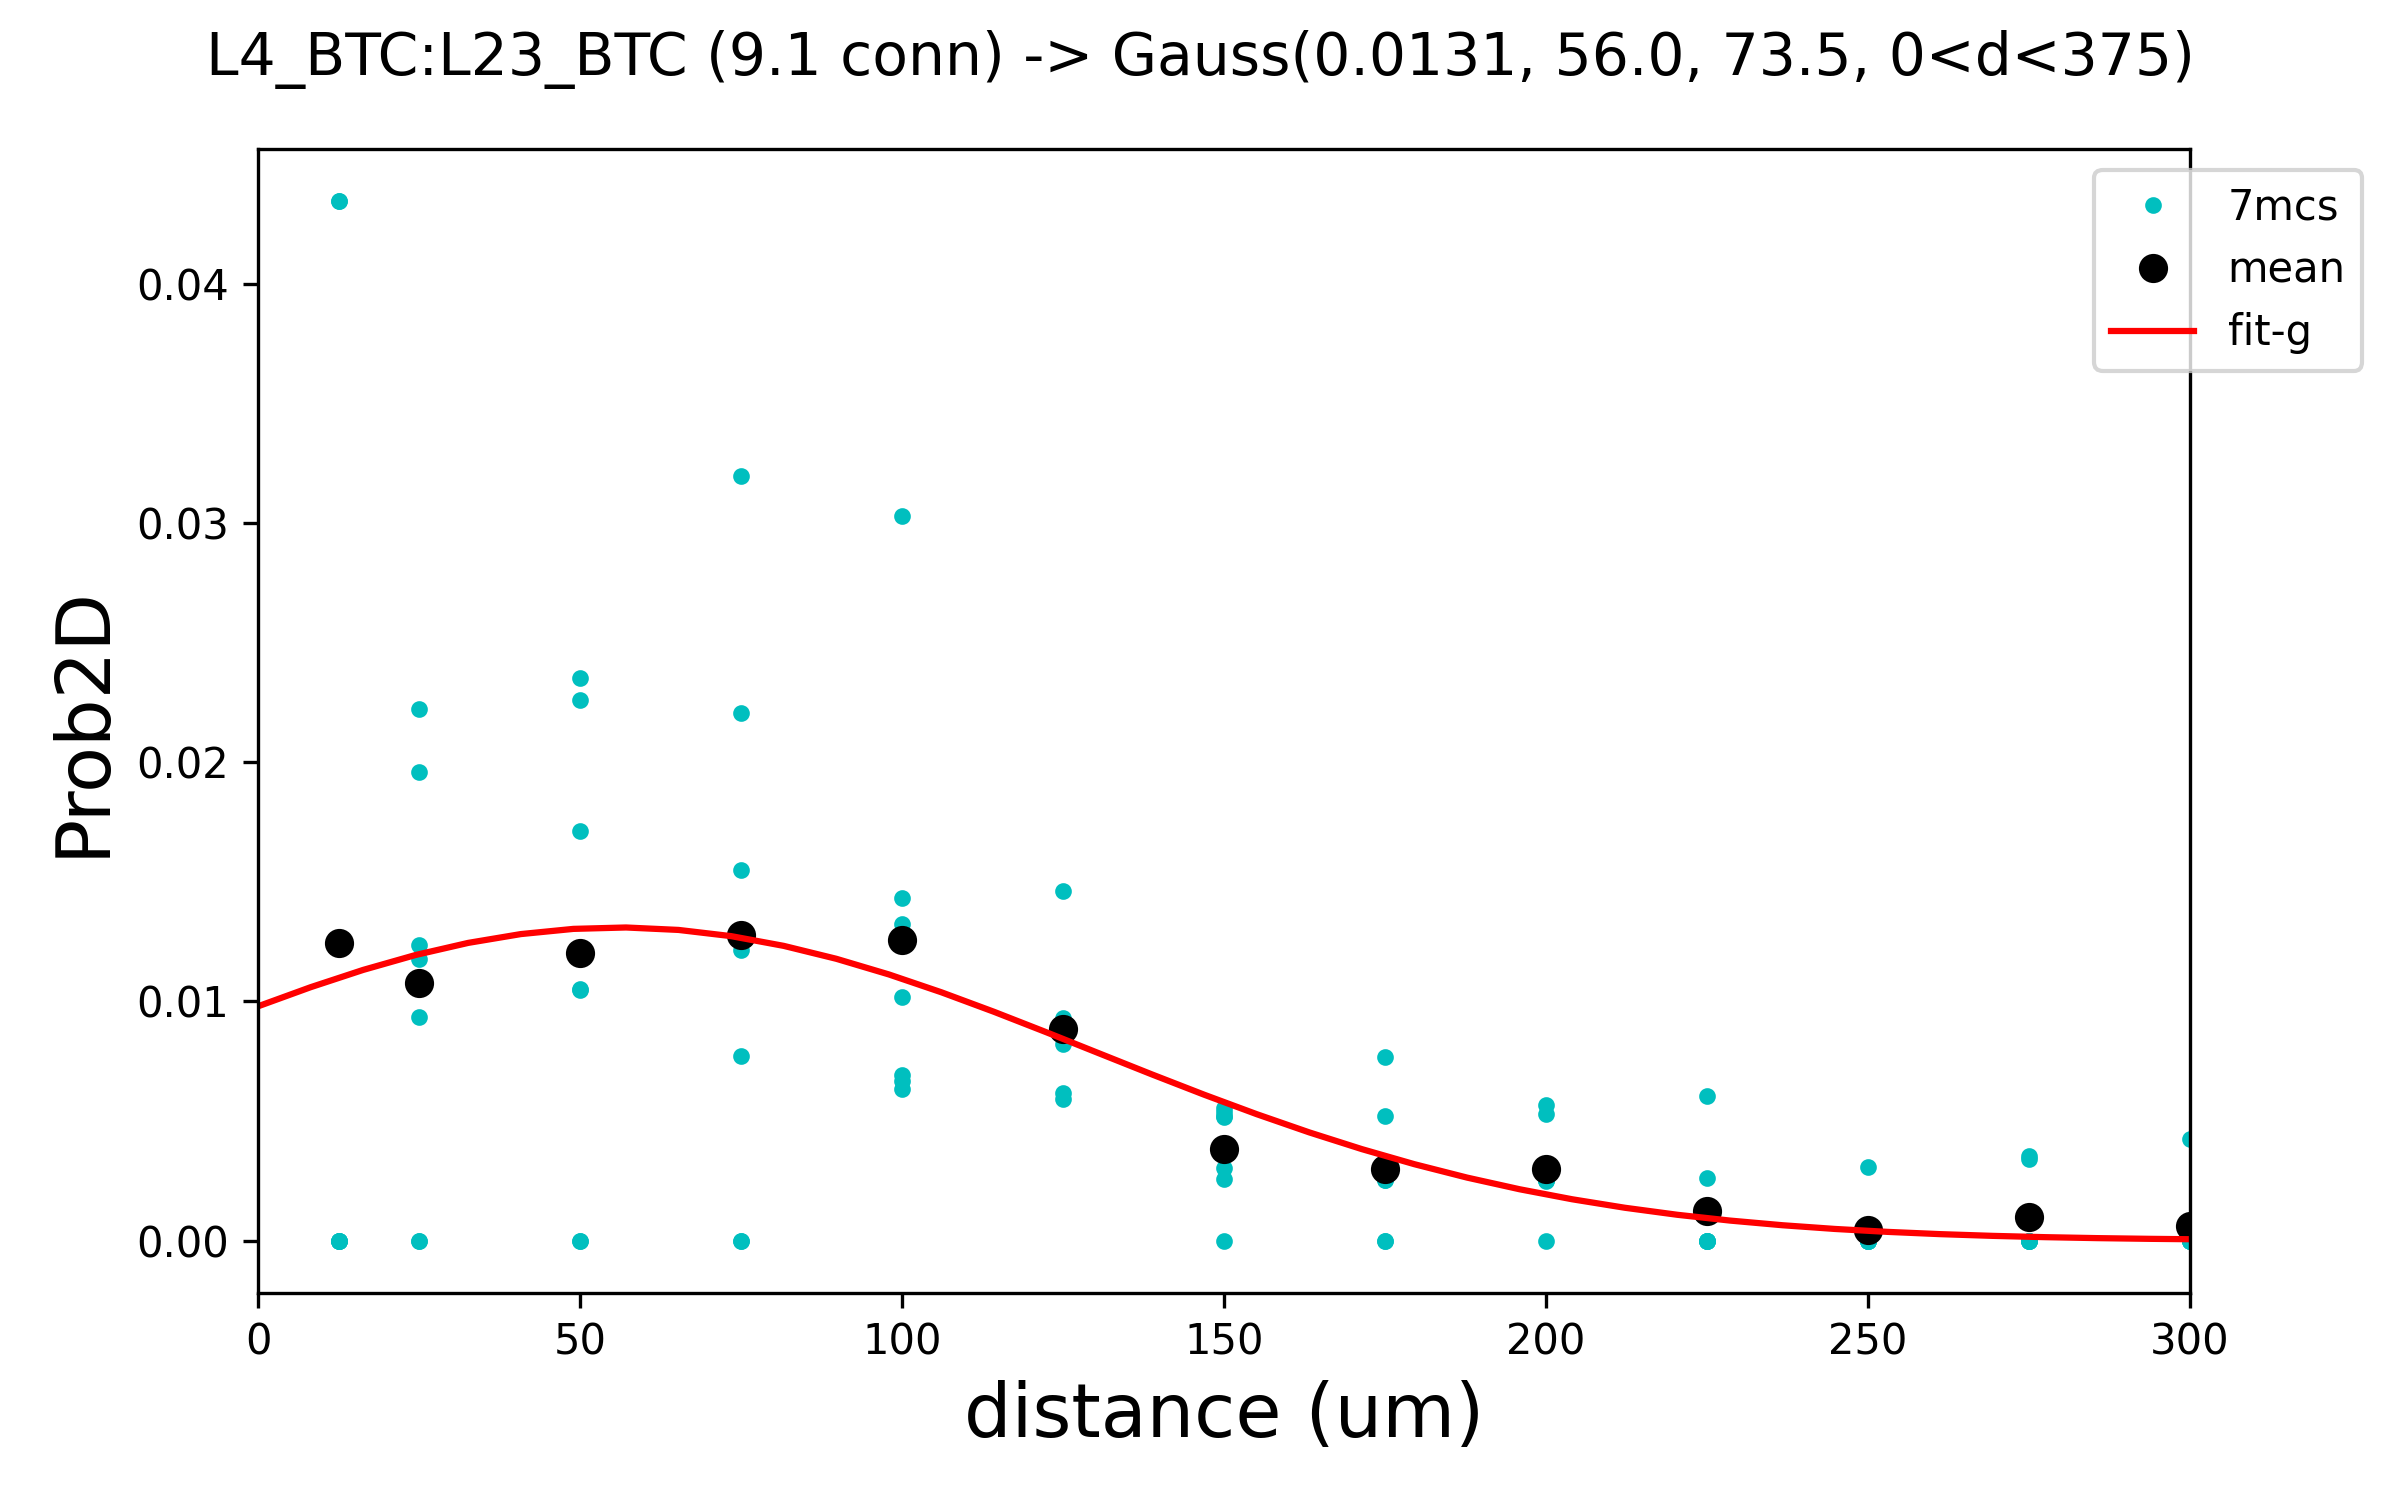 L4_BTC:L23_BTC (9.1 conn) -> Gauss(0.0131, 56.0, 73.5, 0<d<375)
7mcs
mean
fit-g
Prob2D
0.04
0.03
0.02
0.01
0.00
0 50 100 150 200 250 300
distance (um)